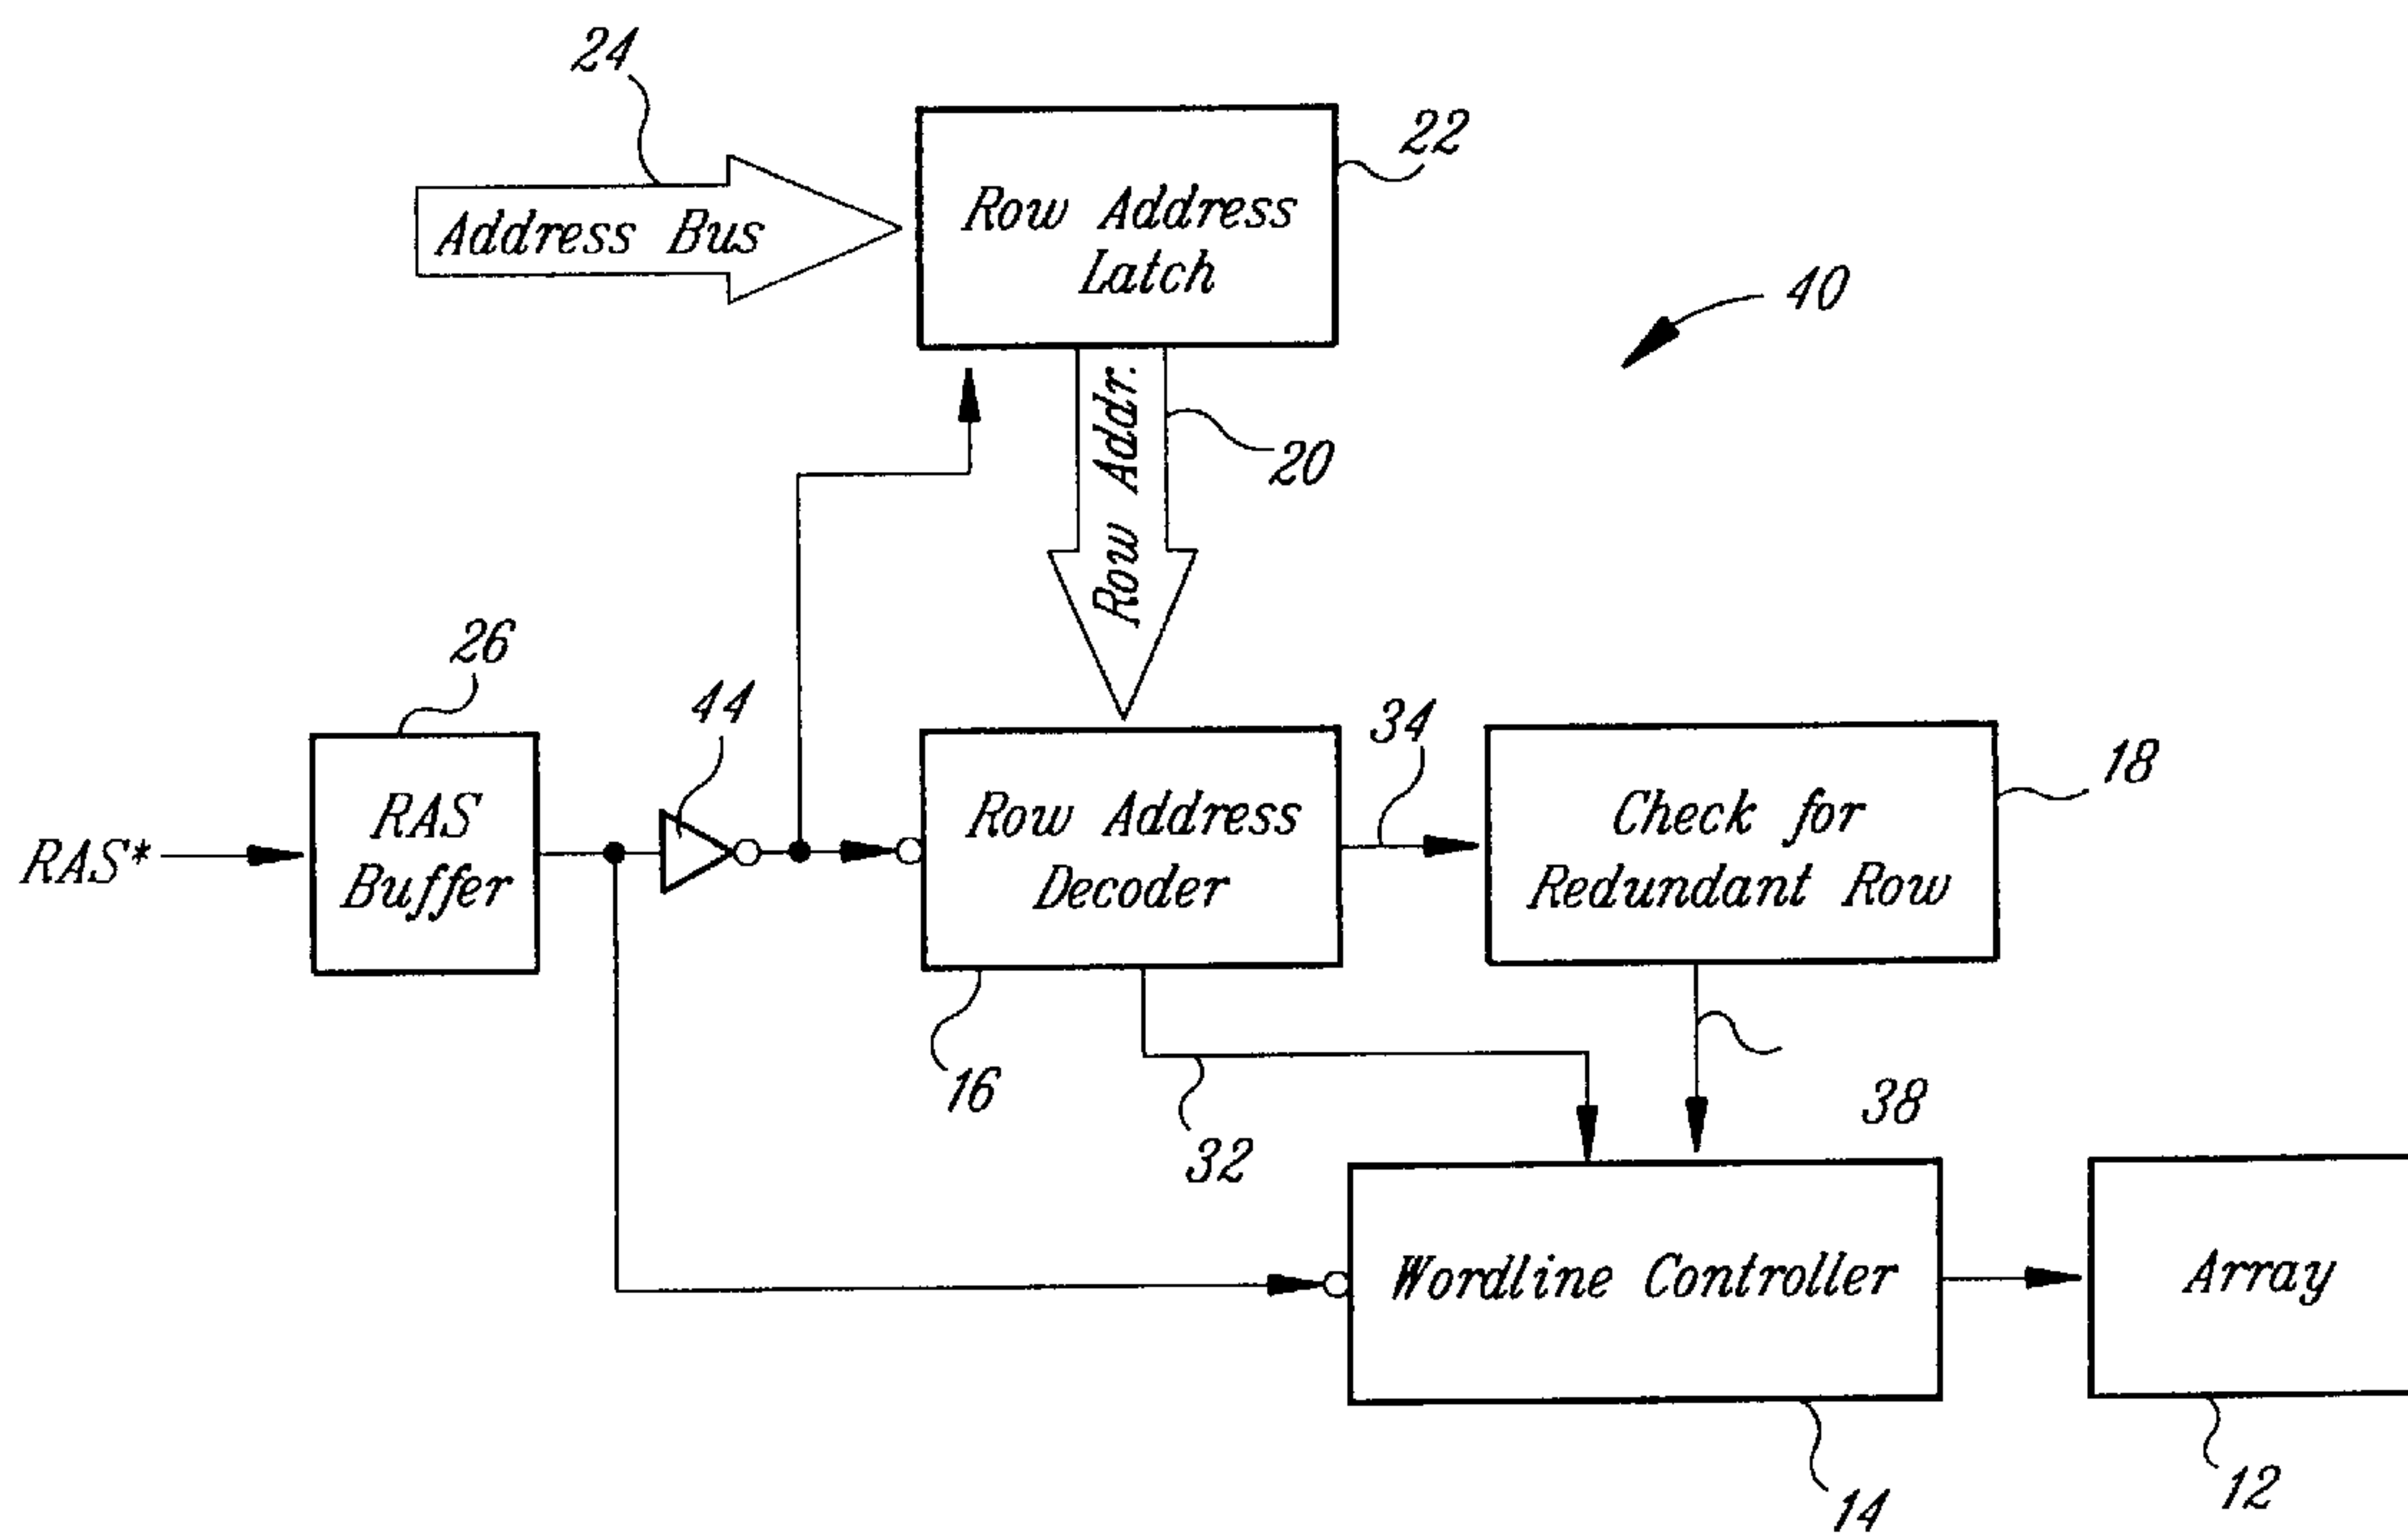 24
22
Address Bus
Row Address
Latch
40
Row Addr.
20
26
44
34
18
RAS*
RAS
Buffer
Row Address
Decoder
Check for
Redundant Row
16
32
38
Wordline Controller
Array
14
12